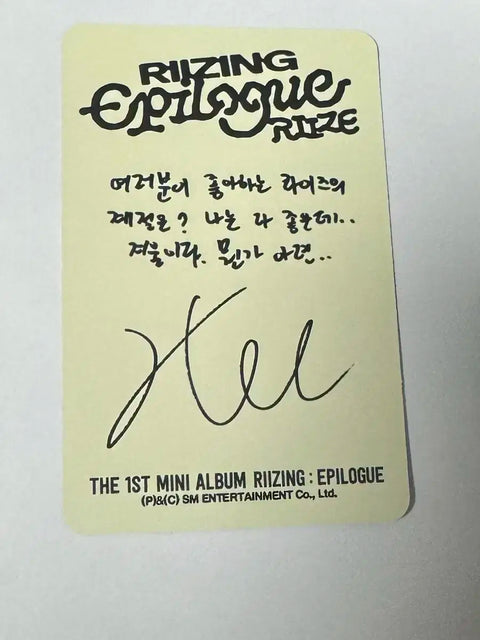 RIIZING
Epilogue
RIIZE
여러분이 좋아하는 라이즈의
계절은? 나는 다 좋은데..
겨울이다. 뭔가 아련..
THE 1ST MINI ALBUM RIIZING : EPILOGUE
(P)&(C) SM ENTERTAINMENT Co., Ltd.